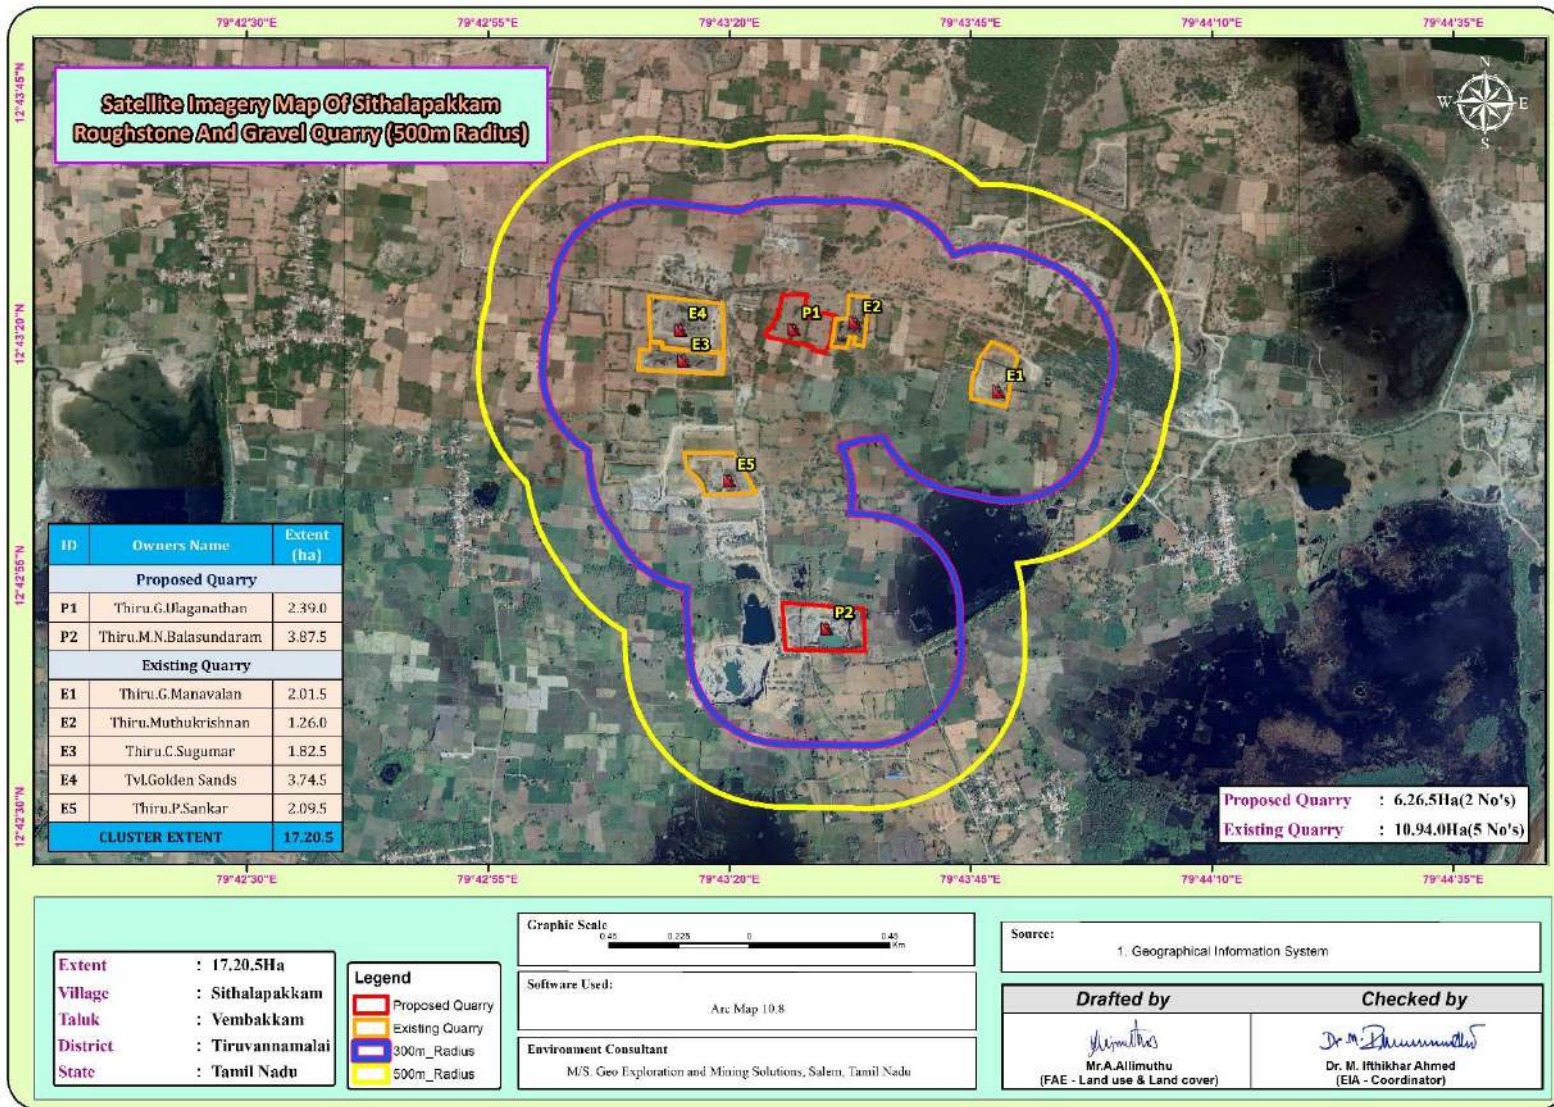 79°42'30"E 79°42'55"E 79°43'20"E 79°43'45"E 79°44'10"E 79°44'35"E
12°43'45"N
12°43'20"N
12°42'55"N
12°42'30"N
Satellite Imagery Map Of Sithalapakkam
Roughstone And Gravel Quarry (500m Radius)
N
W E
S
E4
P1
E2
E3
E1
E5
P2
ID Owners Name Extent (ha)
Proposed Quarry
P1 Thiru.G.Ulaganathan 2.39.0
P2 Thiru.M.N.Balasundaram 3.87.5
Existing Quarry
E1 Thiru.G.Manavalan 2.01.5
E2 Thiru.Muthukrishnan 1.26.0
E3 Thiru.C.Sugumar 1.82.5
E4 Tvl.Golden Sands 3.74.5
E5 Thiru.P.Sankar 2.09.5
CLUSTER EXTENT 17.20.5
Proposed Quarry : 6.26.5Ha(2 No's)
Existing Quarry : 10.94.0Ha(5 No's)
79°42'30"E 79°42'55"E 79°43'20"E 79°43'45"E 79°44'10"E 79°44'35"E
Extent : 17.20.5Ha
Village : Sithalapakkam
Taluk : Vembakkam
District : Tiruvannamalai
State : Tamil Nadu
Legend
Proposed Quarry
Existing Quarry
300m_Radius
500m_Radius
Graphic Scale
0.45 0.225 0 0.45
Km
Software Used:
Arc Map 10.8
Environment Consultant
M/S. Geo Exploration and Mining Solutions, Salem, Tamil Nadu
Source:
1. Geographical Information System
Drafted by Checked by
Mr.A.Allimuthu
(FAE - Land use & Land cover)
Dr. M. Ifthikhar Ahmed
(EIA - Coordinator)